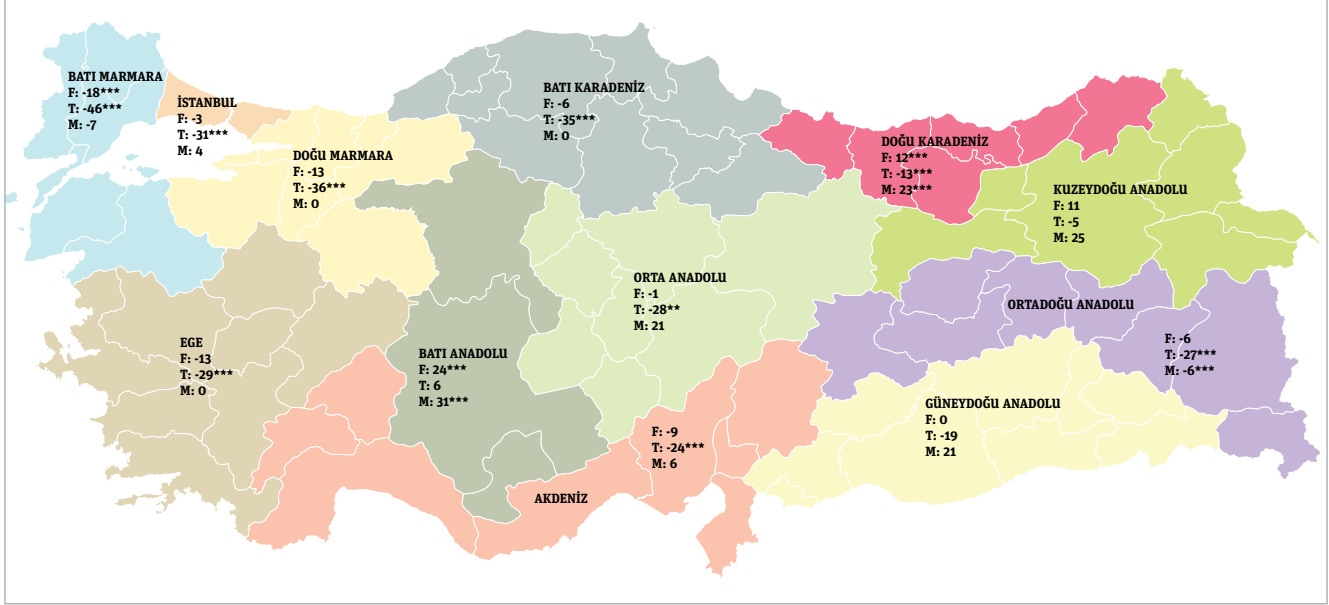 BATI MARMARA
F: -18***
T: -46***
M: -7
İSTANBUL
F: -3
T: -31***
M: 4
DOĞU MARMARA
F: -13
T: -36***
M: 0
BATI KARADENİZ
F: -6
T: -35***
M: 0
DOĞU KARADENİZ
F: 12***
T: -13***
M: 23***
KUZEYDOĞU ANADOLU
F: 11
T: -5
M: 25
ORTA ANADOLU
F: -1
T: -28**
M: 21
ORTADOĞU ANADOLU
F: -6
T: -27***
M: -6***
EGE
F: -13
T: -29***
M: 0
BATI ANADOLU
F: 24***
T: 6
M: 31***
GÜNEYDOĞU ANADOLU
F: 0
T: -19
M: 21
F: -9
T: -24***
M: 6
AKDENİZ